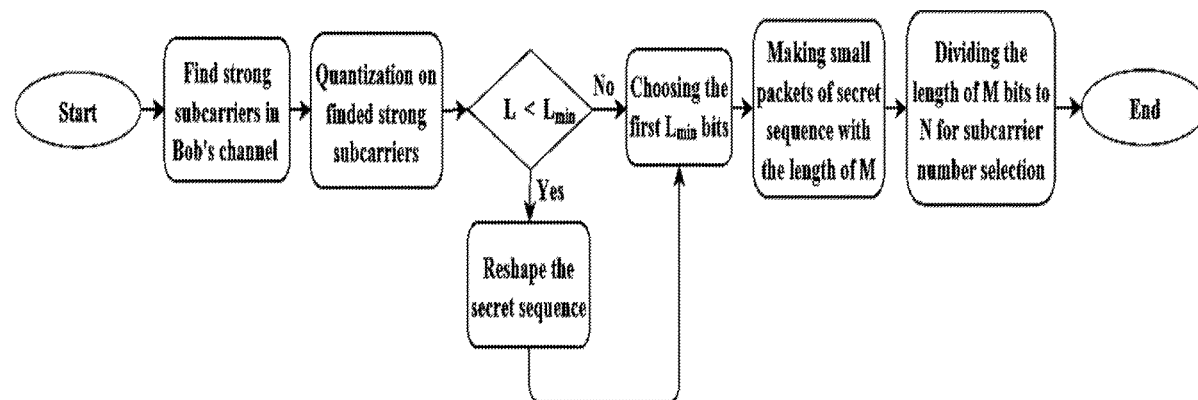 Start
Find strong
subcarriers in
Bob's channel
Quantization on
finded strong
subcarriers
L < Lmin
No
Yes
Reshape the
secret sequence
Choosing the
first Lmin bits
Making small
packets of secret
sequence with
the length of M
Dividing the
length of M bits to
N for subcarrier
number selection
End